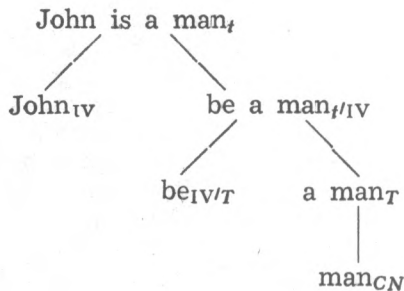 John is a man_t
John_IV be a man_t/IV
be_IV/T a man_T
man_CN